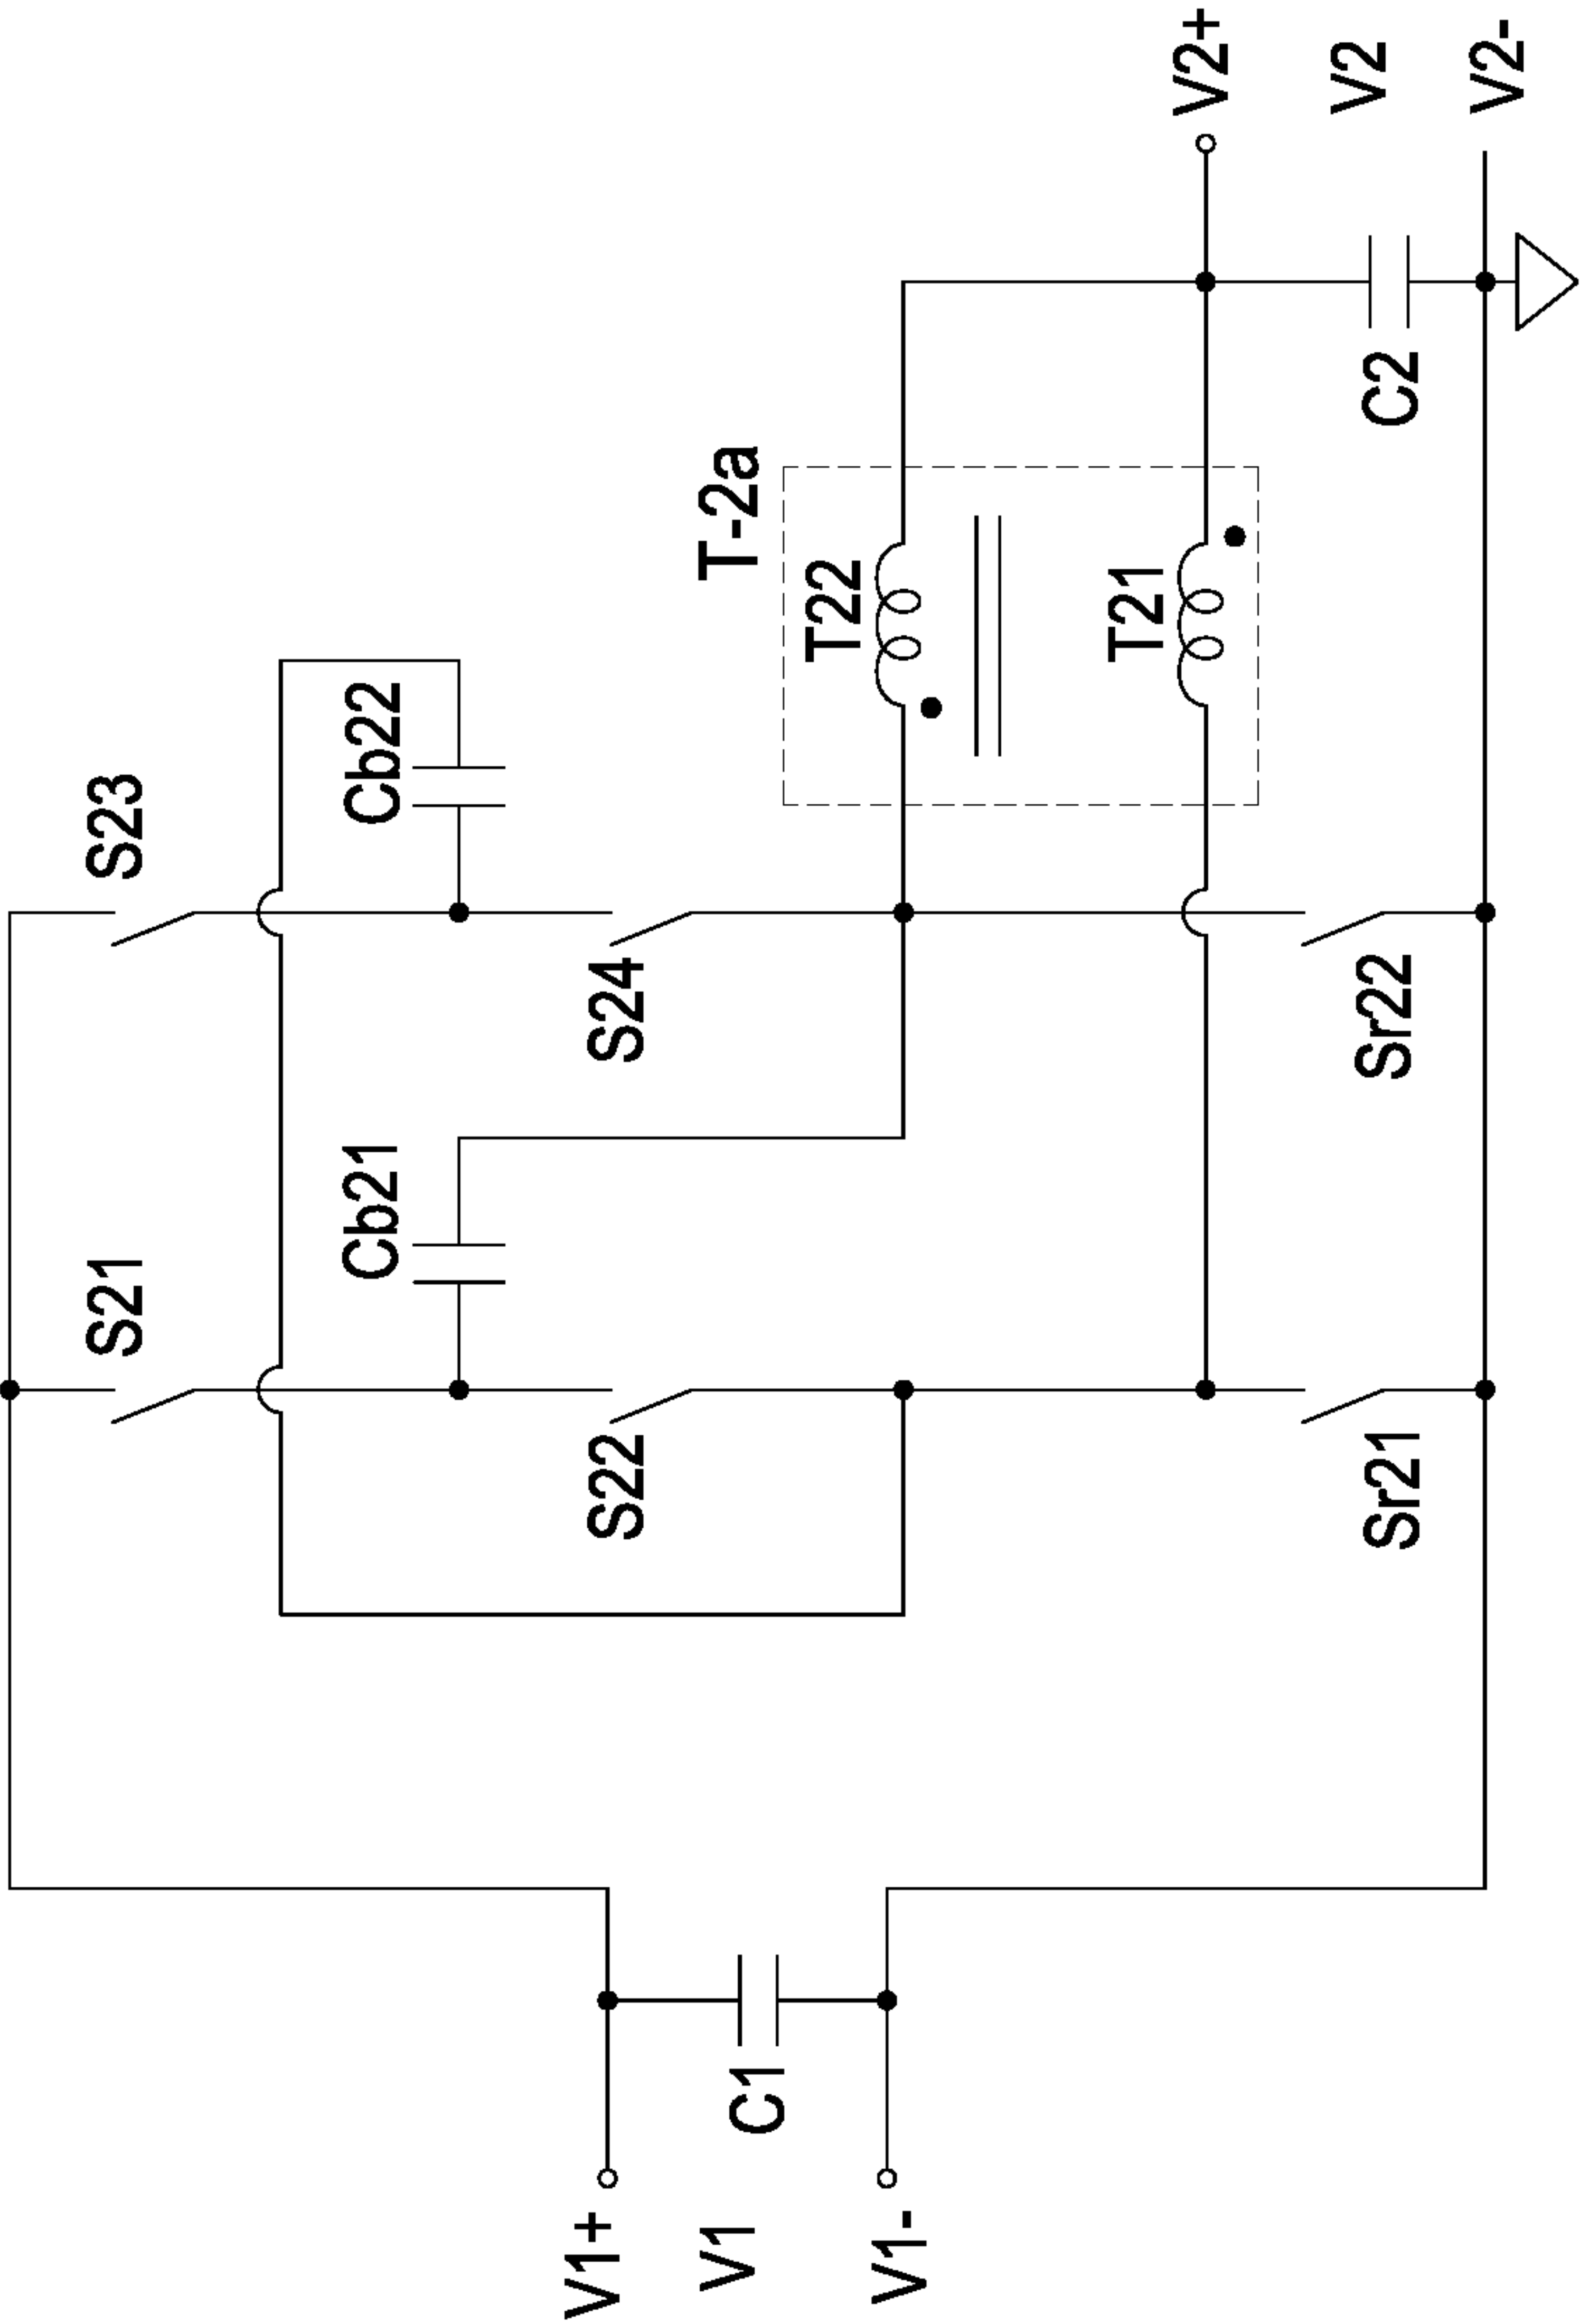 S21
S23
Cb21
Cb22
S22
S24
T-2a
T22
T21
V1+
V1
V1-
C1
Sr21
Sr22
C2
V2+
V2
V2-